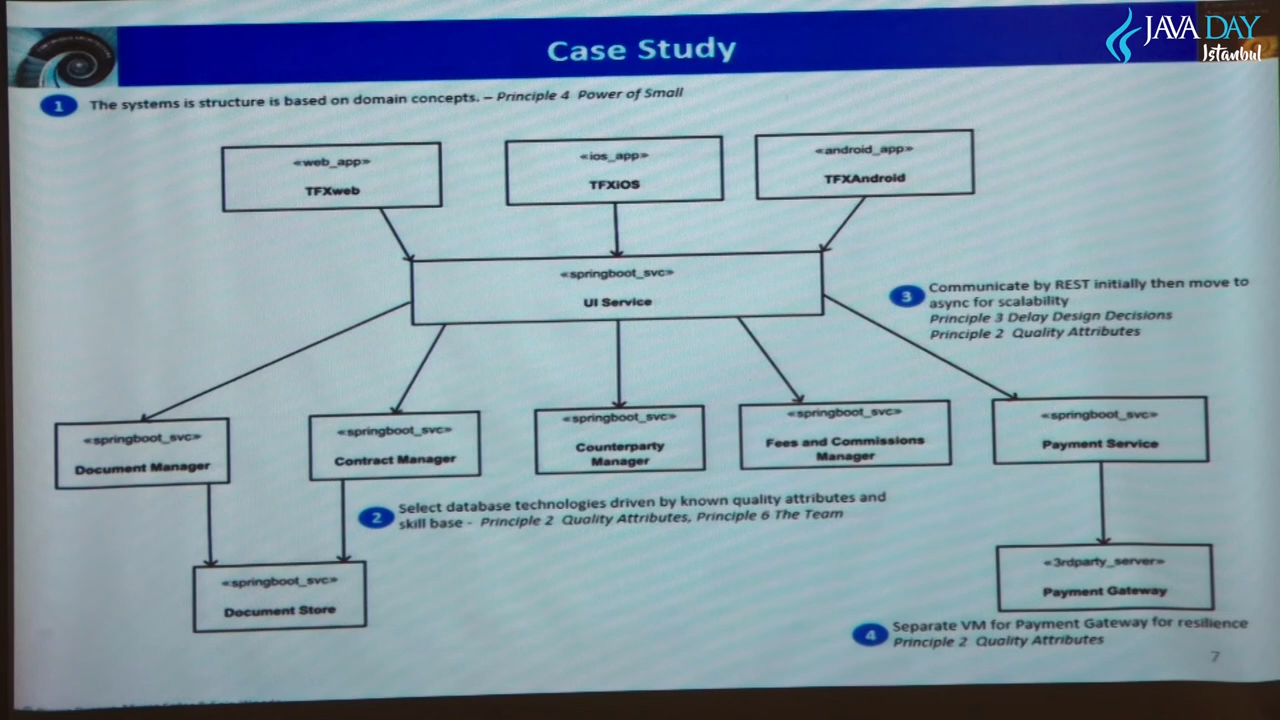 JAVA DAY
Istanbul
Case Study
1 The systems is structure is based on domain concepts. – Principle 4 Power of Small
«web_app»
TFXweb
«ios_app»
TFXiOS
«android_app»
TFXAndroid
«springboot_svc»
UI Service
3 Communicate by REST initially then move to
async for scalability
Principle 3 Delay Design Decisions
Principle 2 Quality Attributes
«springboot_svc»
Document Manager
«springboot_svc»
Contract Manager
«springboot_svc»
Counterparty
Manager
«springboot_svc»
Fees and Commissions
Manager
«springboot_svc»
Payment Service
2 Select database technologies driven by known quality attributes and
skill base - Principle 2 Quality Attributes, Principle 6 The Team
«springboot_svc»
Document Store
«3rdparty_server»
Payment Gateway
4 Separate VM for Payment Gateway for resilience
Principle 2 Quality Attributes
7